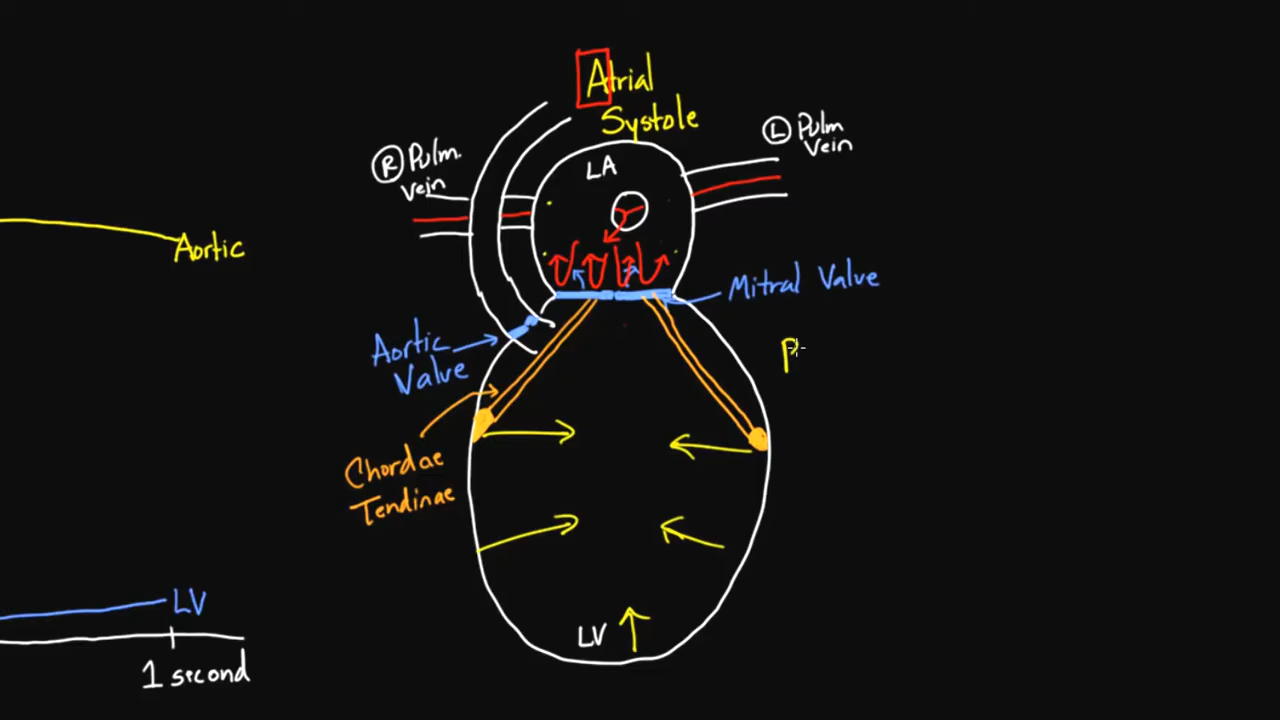 Atrial
Systole
Ⓡ Pulm.
Vein
Ⓛ Pulm
Vein
LA
Aortic
Mitral Valve
Aortic
Valve
P
Chordae
Tendinae
LV
LV
1 second